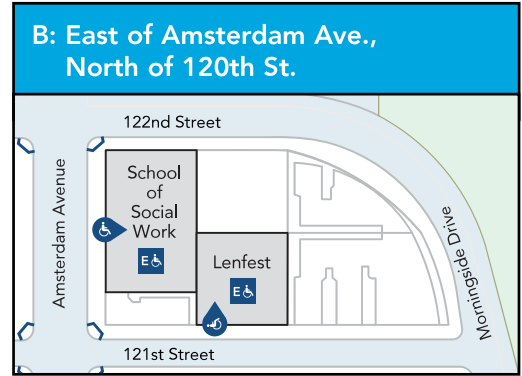 B: East of Amsterdam Ave.,
North of 120th St.
122nd Street
School
of
Social
Work
E
Amsterdam Avenue
Lenfest
E
Morningside Drive
121st Street